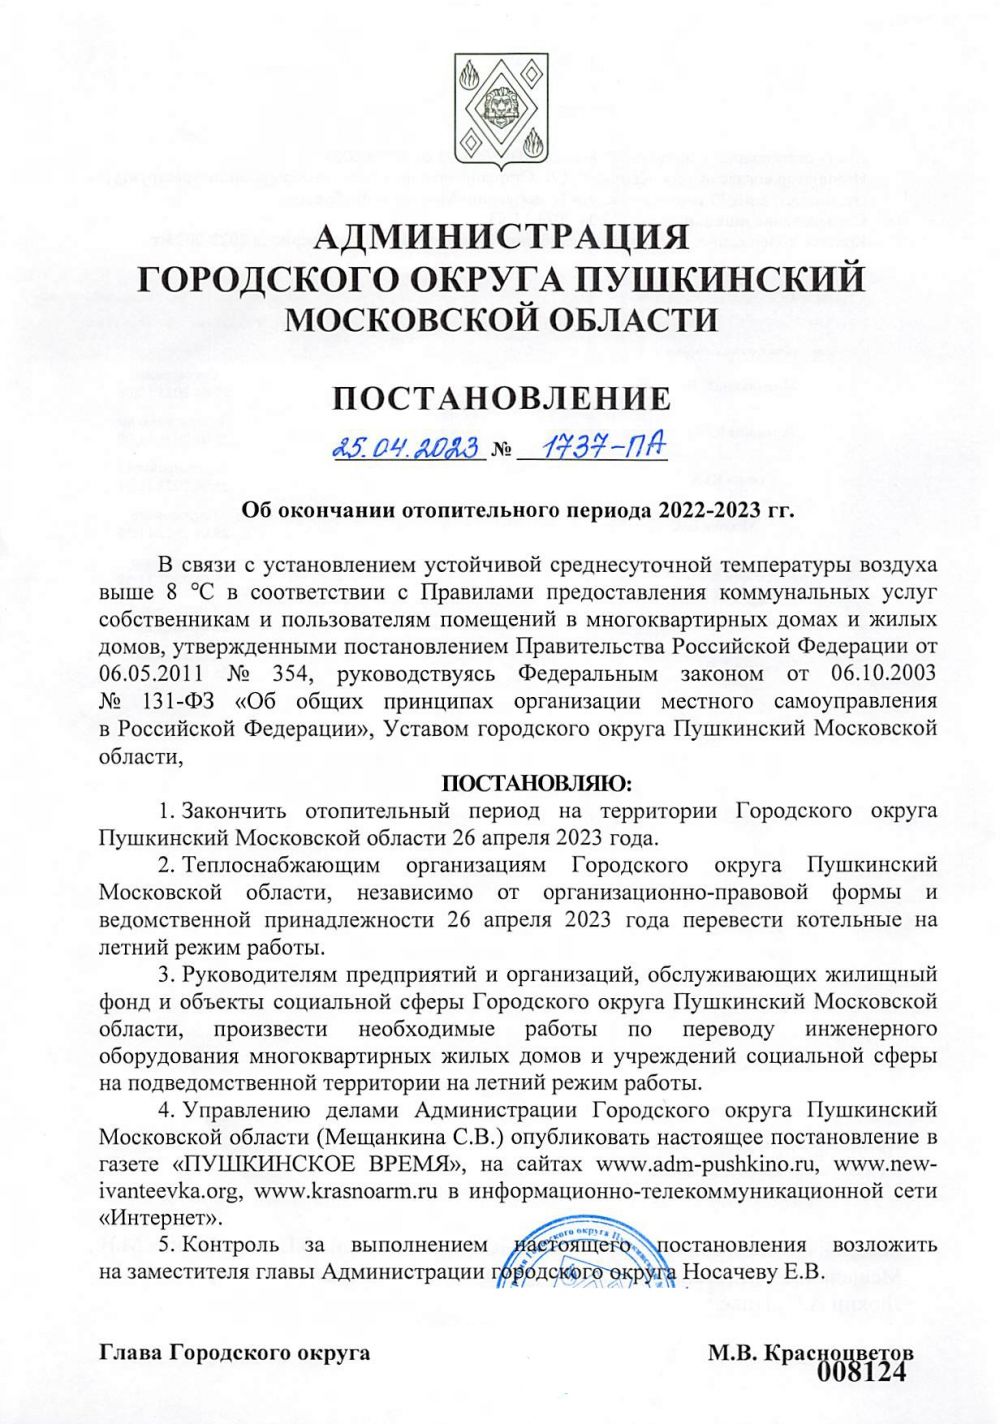 АДМИНИСТРАЦИЯ
ГОРОДСКОГО ОКРУГА ПУШКИНСКИЙ
МОСКОВСКОЙ ОБЛАСТИ
ПОСТАНОВЛЕНИЕ
25.04.2023 № 1737-ПА
Об окончании отопительного периода 2022-2023 гг.
В связи с установлением устойчивой среднесуточной температуры воздуха
выше 8 °С в соответствии с Правилами предоставления коммунальных услуг
собственникам и пользователям помещений в многоквартирных домах и жилых
домов, утвержденными постановлением Правительства Российской Федерации от
06.05.2011 № 354, руководствуясь Федеральным законом от 06.10.2003
№ 131-ФЗ «Об общих принципах организации местного самоуправления
в Российской Федерации», Уставом городского округа Пушкинский Московской
области,
ПОСТАНОВЛЯЮ:
1. Закончить отопительный период на территории Городского округа
Пушкинский Московской области 26 апреля 2023 года.
2. Теплоснабжающим организациям Городского округа Пушкинский
Московской области, независимо от организационно-правовой формы и
ведомственной принадлежности 26 апреля 2023 года перевести котельные на
летний режим работы.
3. Руководителям предприятий и организаций, обслуживающих жилищный
фонд и объекты социальной сферы Городского округа Пушкинский Московской
области, произвести необходимые работы по переводу инженерного
оборудования многоквартирных жилых домов и учреждений социальной сферы
на подведомственной территории на летний режим работы.
4. Управлению делами Администрации Городского округа Пушкинский
Московской области (Мещанкина С.В.) опубликовать настоящее постановление в
газете «ПУШКИНСКОЕ ВРЕМЯ», на сайтах www.adm-pushkino.ru, www.new-
ivanteevka.org, www.krasnoarm.ru в информационно-телекоммуникационной сети
«Интернет».
5. Контроль за выполнением настоящего постановления возложить
на заместителя главы Администрации городского округа Носачеву Е.В.
Глава Городского округа М.В. Красноцветов
008124